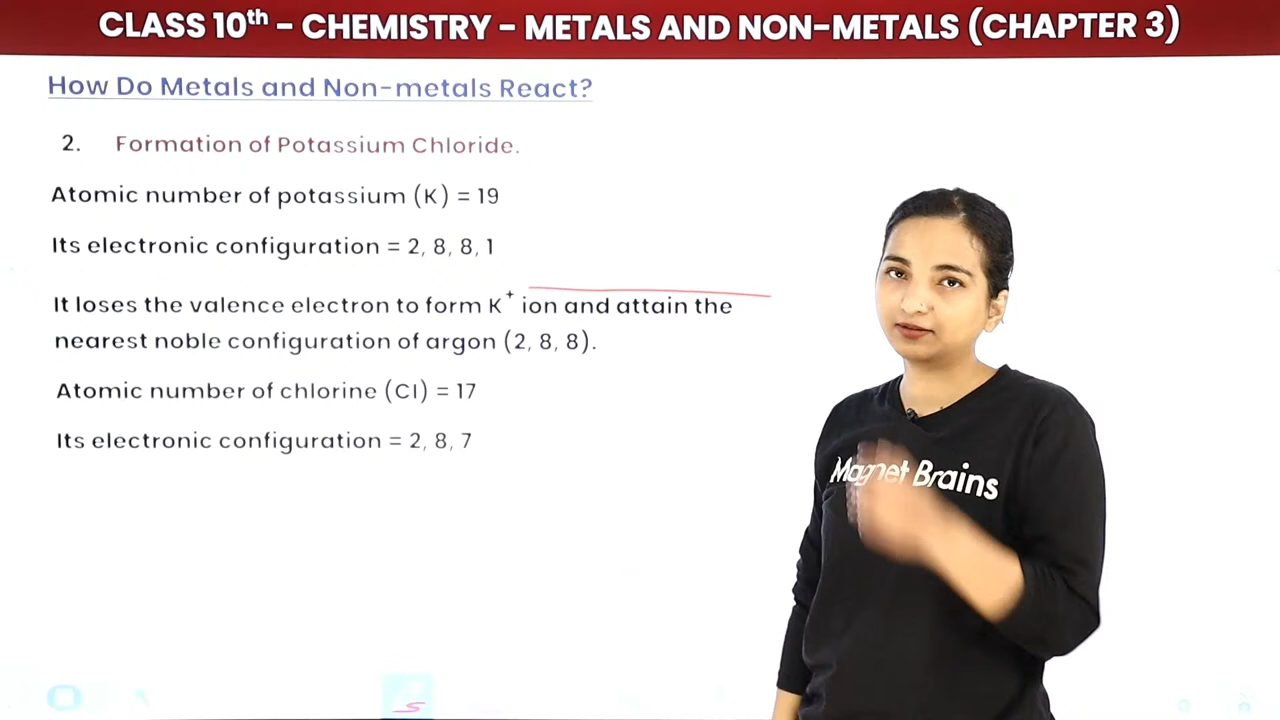 CLASS 10th - CHEMISTRY - METALS AND NON-METALS (CHAPTER 3)
How Do Metals and Non-metals React?
2. Formation of Potassium Chloride.
Atomic number of potassium (K) = 19
Its electronic configuration = 2, 8, 8, 1
It loses the valence electron to form K⁺ ion and attain the
nearest noble configuration of argon (2, 8, 8).
Atomic number of chlorine (Cl) = 17
Its electronic configuration = 2, 8, 7
Magnet Brains